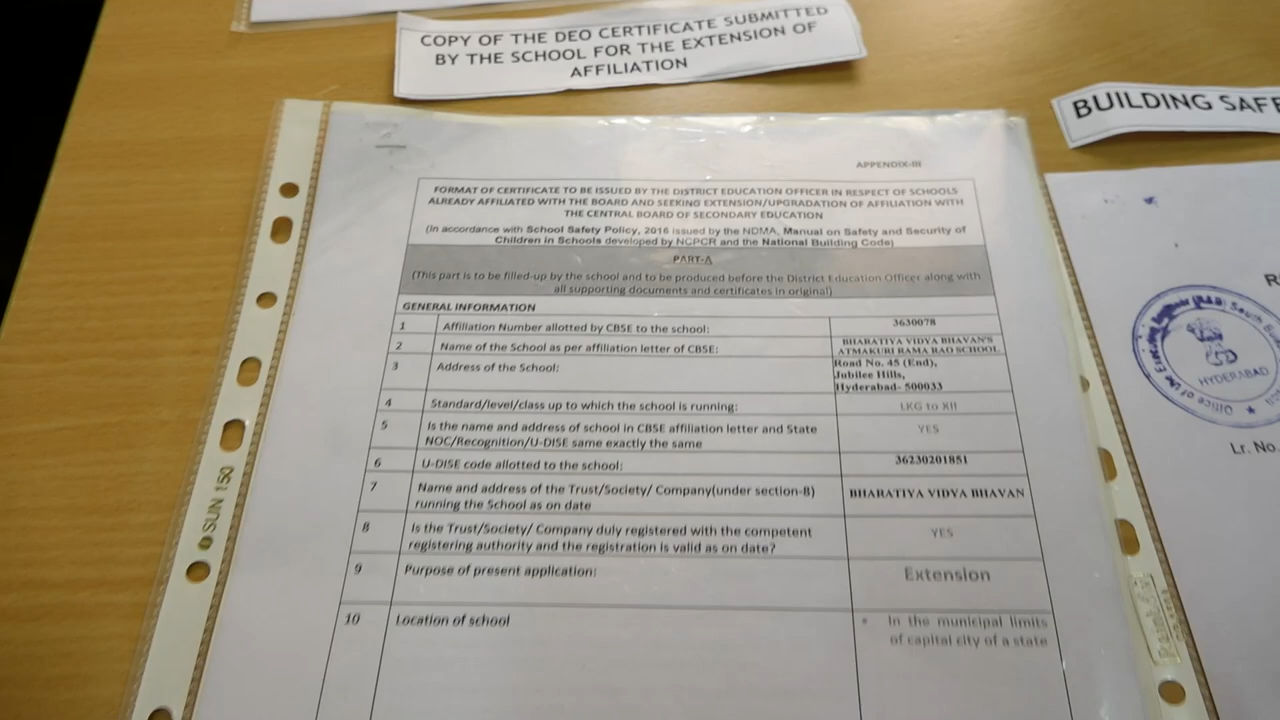 COPY OF THE DEO CERTIFICATE SUBMITTED
BY THE SCHOOL FOR THE EXTENSION OF
AFFILIATION
BUILDING SAFE
APPENDIX-III
FORMAT OF CERTIFICATE TO BE ISSUED BY THE DISTRICT EDUCATION OFFICER IN RESPECT OF SCHOOLS
ALREADY AFFILIATED WITH THE BOARD AND SEEKING EXTENSION/UPGRADATION OF AFFILIATION WITH
THE CENTRAL BOARD OF SECONDARY EDUCATION
(In accordance with School Safety Policy, 2016 issued by the NDMA, Manual on Safety and Security of
Children in Schools developed by NCPCR and the National Building Code)
PART-A
(This part is to be filled-up by the school and to be produced before the District Education Officer along with
all supporting documents and certificates in original)
GENERAL INFORMATION
1 Affiliation Number allotted by CBSE to the school: 3630078
2 Name of the School as per affiliation letter of CBSE: BHARATIYA VIDYA BHAVAN'S
ATMAKURI RAMA RAO SCHOOL
3 Address of the School: Road No. 45 (End),
Jubilee Hills,
Hyderabad- 500033
4 Standard/level/class up to which the school is running: LKG to XII
5 Is the name and address of school in CBSE affiliation letter and State YES
NOC/Recognition/U-DISE same exactly the same
6 U-DISE code allotted to the school: 36230201851
7 Name and address of the Trust/Society/ Company(under section-8) BHARATIYA VIDYA BHAVAN
running the School as on date
8 Is the Trust/Society/ Company duly registered with the competent YES
registering authority and the registration is valid as on date?
9 Purpose of present application: Extension
10 Location of school • In the municipal limits
of capital city of a state
SUN 150
R
Office of the Executive Engineer (R&B) South
HYDERABAD
Lr. No.